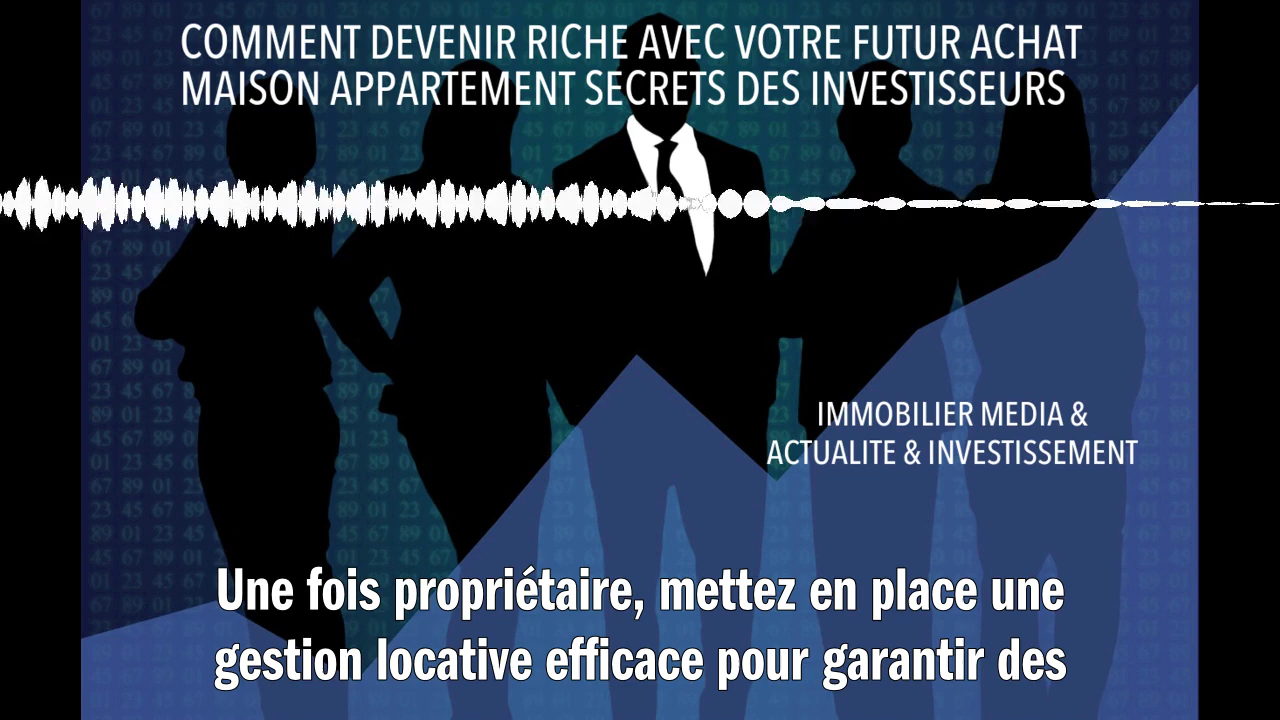 COMMENT DEVENIR RICHE AVEC VOTRE FUTUR ACHAT
MAISON APPARTEMENT SECRETS DES INVESTISSEURS
IMMOBILIER MEDIA &
ACTUALITE & INVESTISSEMENT
Une fois propriétaire, mettez en place une
gestion locative efficace pour garantir des